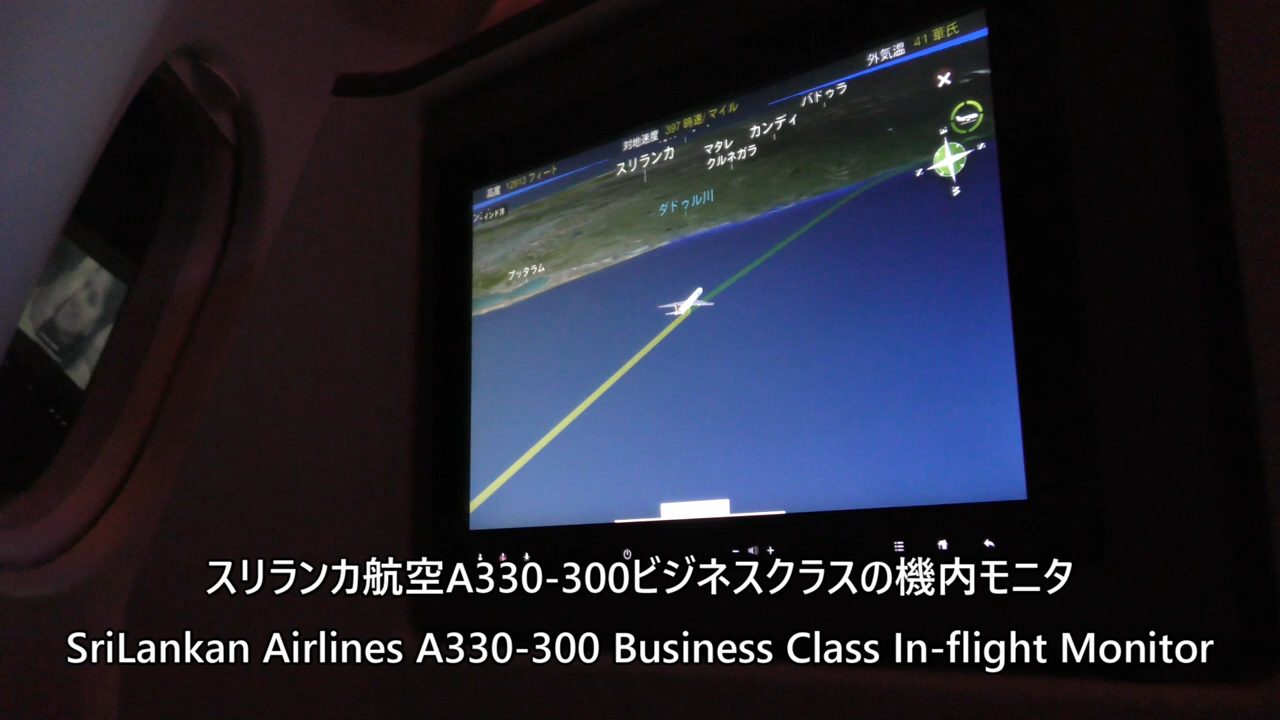 外気温 41 華氏
対地速度 397 時速/マイル
高度 12913 フィート
バドゥラ
カンディ
マタレ
スリランカ
クルネガラ
ダドゥル川
プッタラム
スリランカ航空A330-300ビジネスクラスの機内モニタ
SriLankan Airlines A330-300 Business Class In-flight Monitor